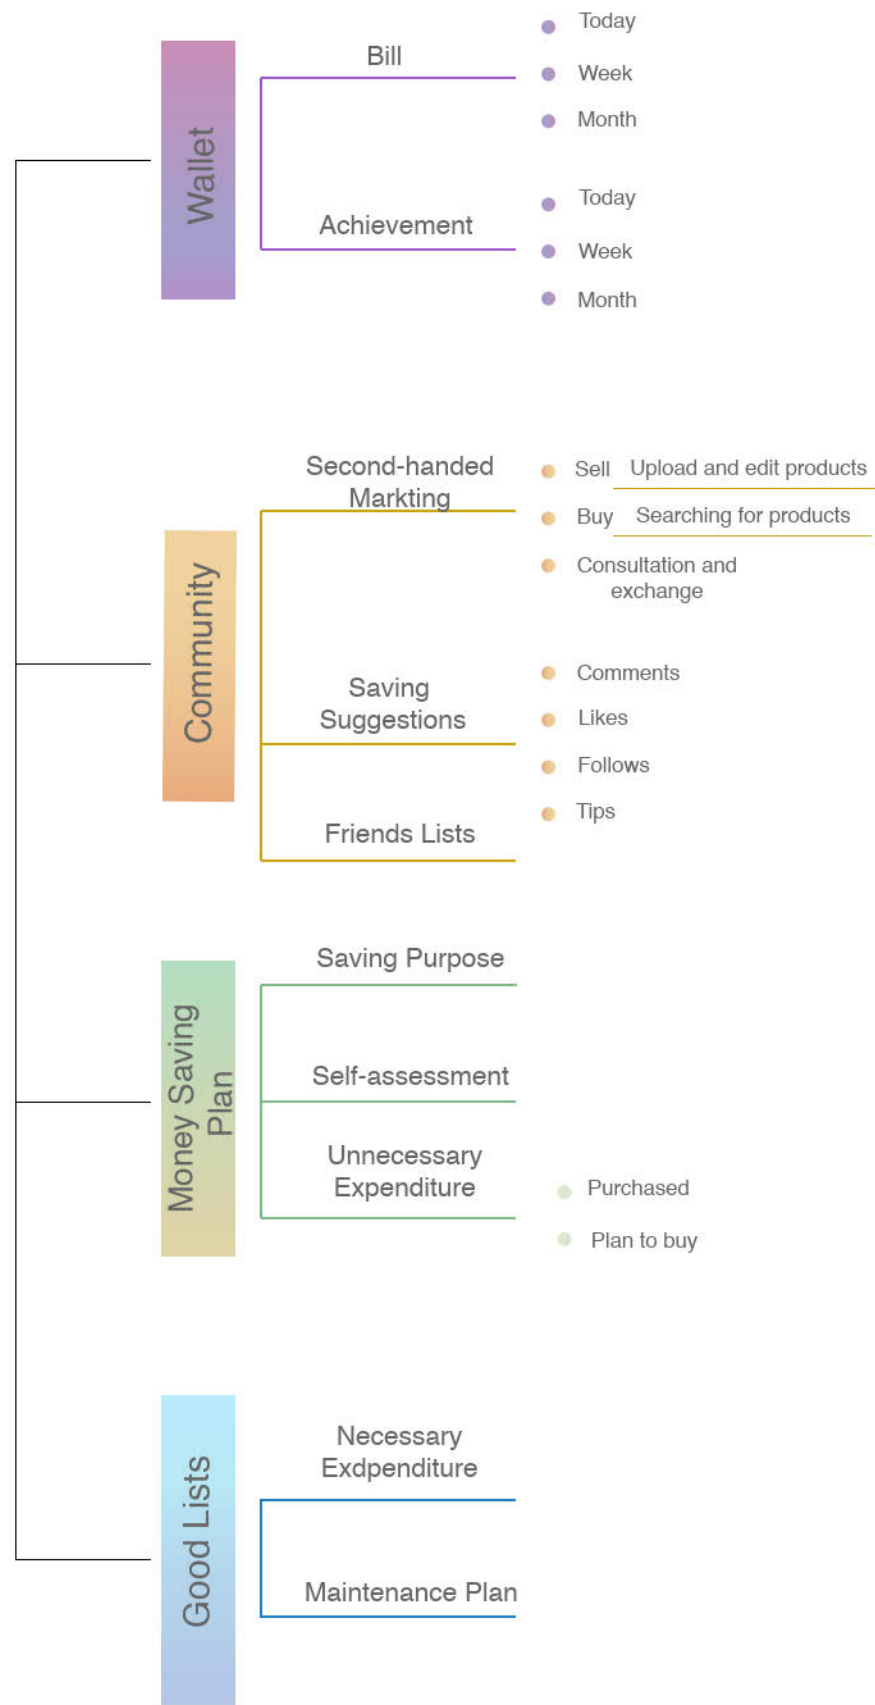 Wallet
Bill
Today
Week
Month
Achievement
Today
Week
Month
Community
Second-handed
Markting
Sell Upload and edit products
Buy Searching for products
Consultation and
exchange
Saving
Suggestions
Comments
Likes
Follows
Tips
Friends Lists
Money Saving
Plan
Saving Purpose
Self-assessment
Unnecessary
Expenditure
Purchased
Plan to buy
Good Lists
Necessary
Exdpenditure
Maintenance Plan